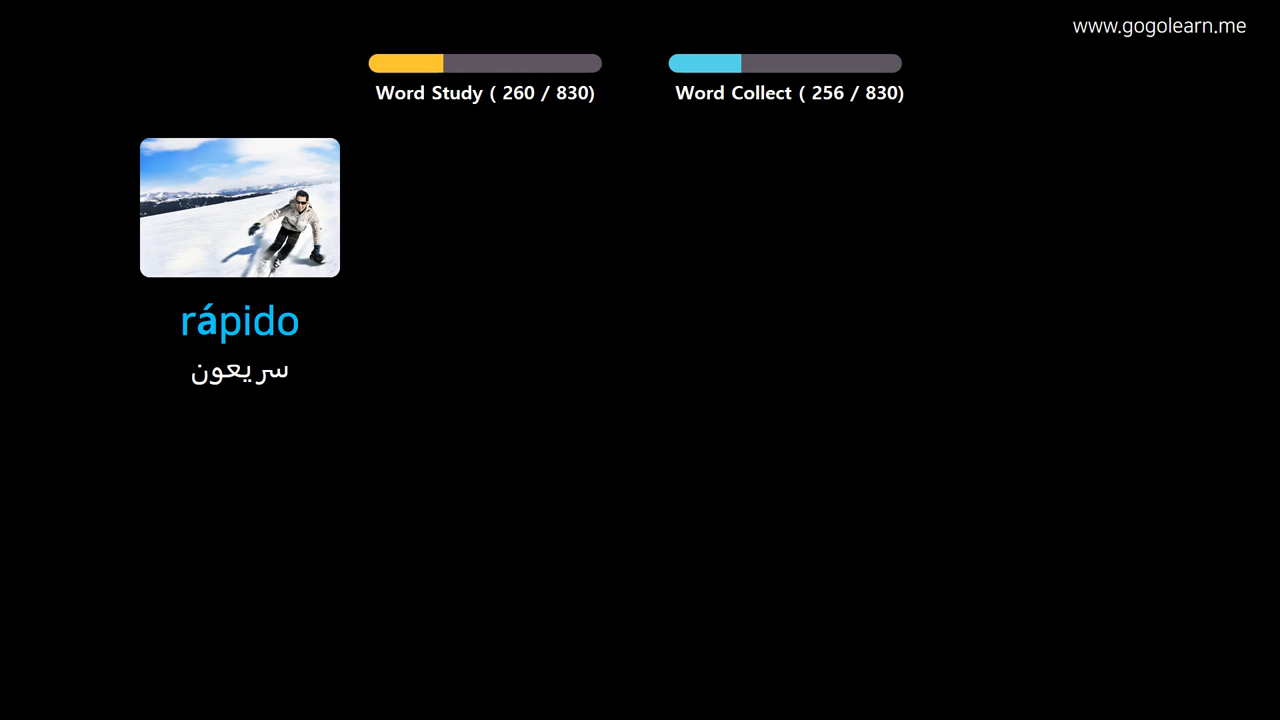 www.gogolearn.me
Word Study ( 260 / 830)
Word Collect ( 256 / 830)
rápido
سريعون